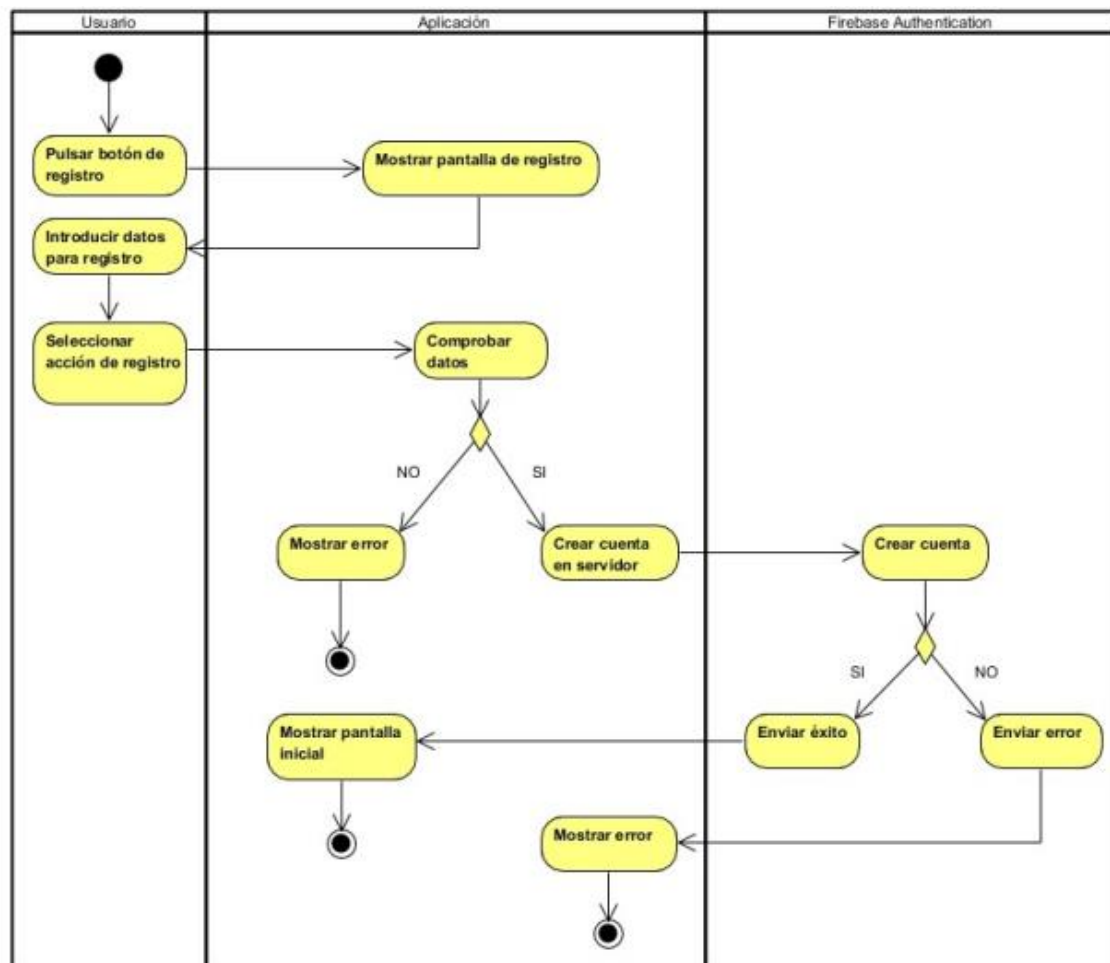 Usuario
Aplicación
Firebase Authentication
Pulsar botón de
registro
Mostrar pantalla de registro
Introducir datos
para registro
Seleccionar
acción de registro
Comprobar
datos
NO
SI
Mostrar error
Crear cuenta
en servidor
Crear cuenta
SI
NO
Mostrar pantalla
inicial
Enviar éxito
Enviar error
Mostrar error